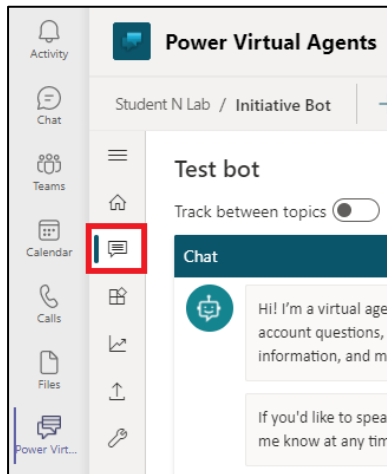 Activity
Chat
Teams
Calendar
Calls
Files
Power Virt...
Power Virtual Agents
Student N Lab / Initiative Bot
Test bot
Track between topics
Chat
Hi! I'm a virtual age
account questions,
information, and m
If you'd like to spea
me know at any tim